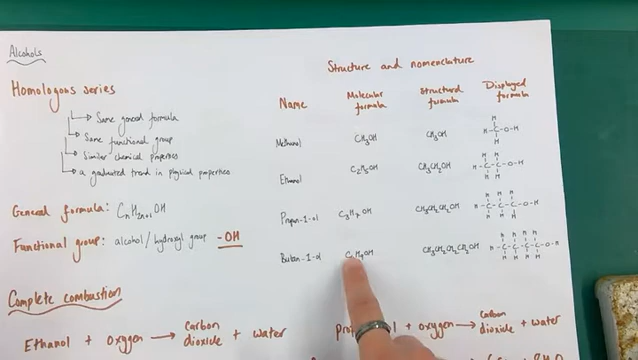 Alcohols
Homologous series
Same general formula
Same functional group
Similar chemical properties
a graduated trend in physical properties
General formula: CnH2n+1OH
Functional group: alcohol/hydroxyl group -OH
Structure and nomenclature
Name Molecular formula Structural formula Displayed formula
Methanol CH3OH CH3OH
Ethanol C2H5OH CH3CH2OH
Propan-1-ol C3H7OH CH3CH2CH2OH
Butan-1-ol CH3CH2CH2CH2OH
Complete combustion
Ethanol + oxygen → carbon dioxide + water
+ oxygen → carbon dioxide + water